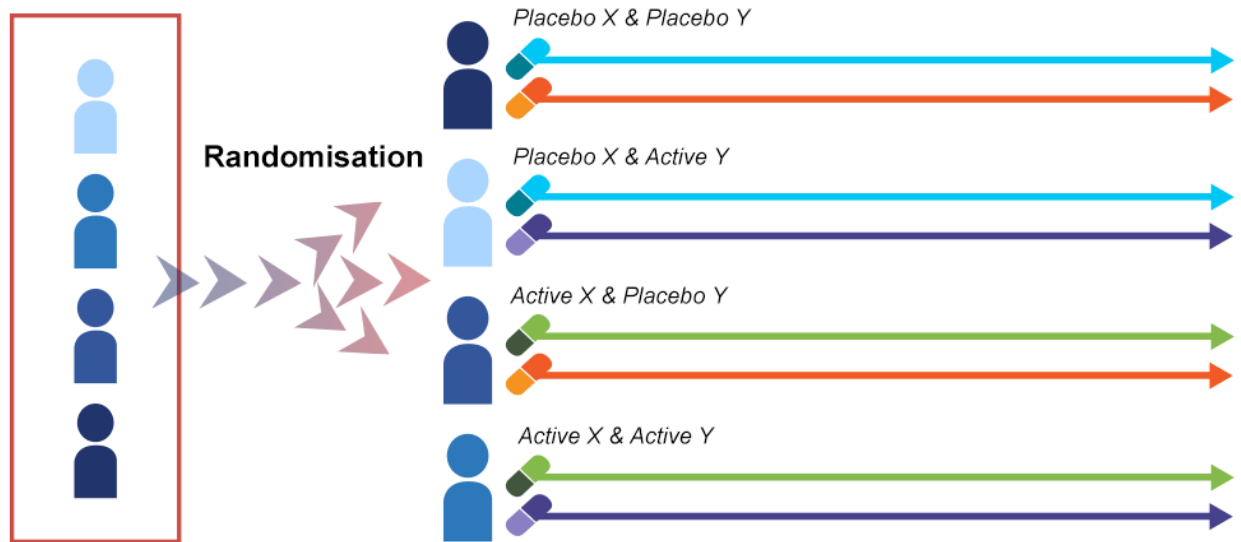 Placebo X & Placebo Y
Randomisation
Placebo X & Active Y
Active X & Placebo Y
Active X & Active Y